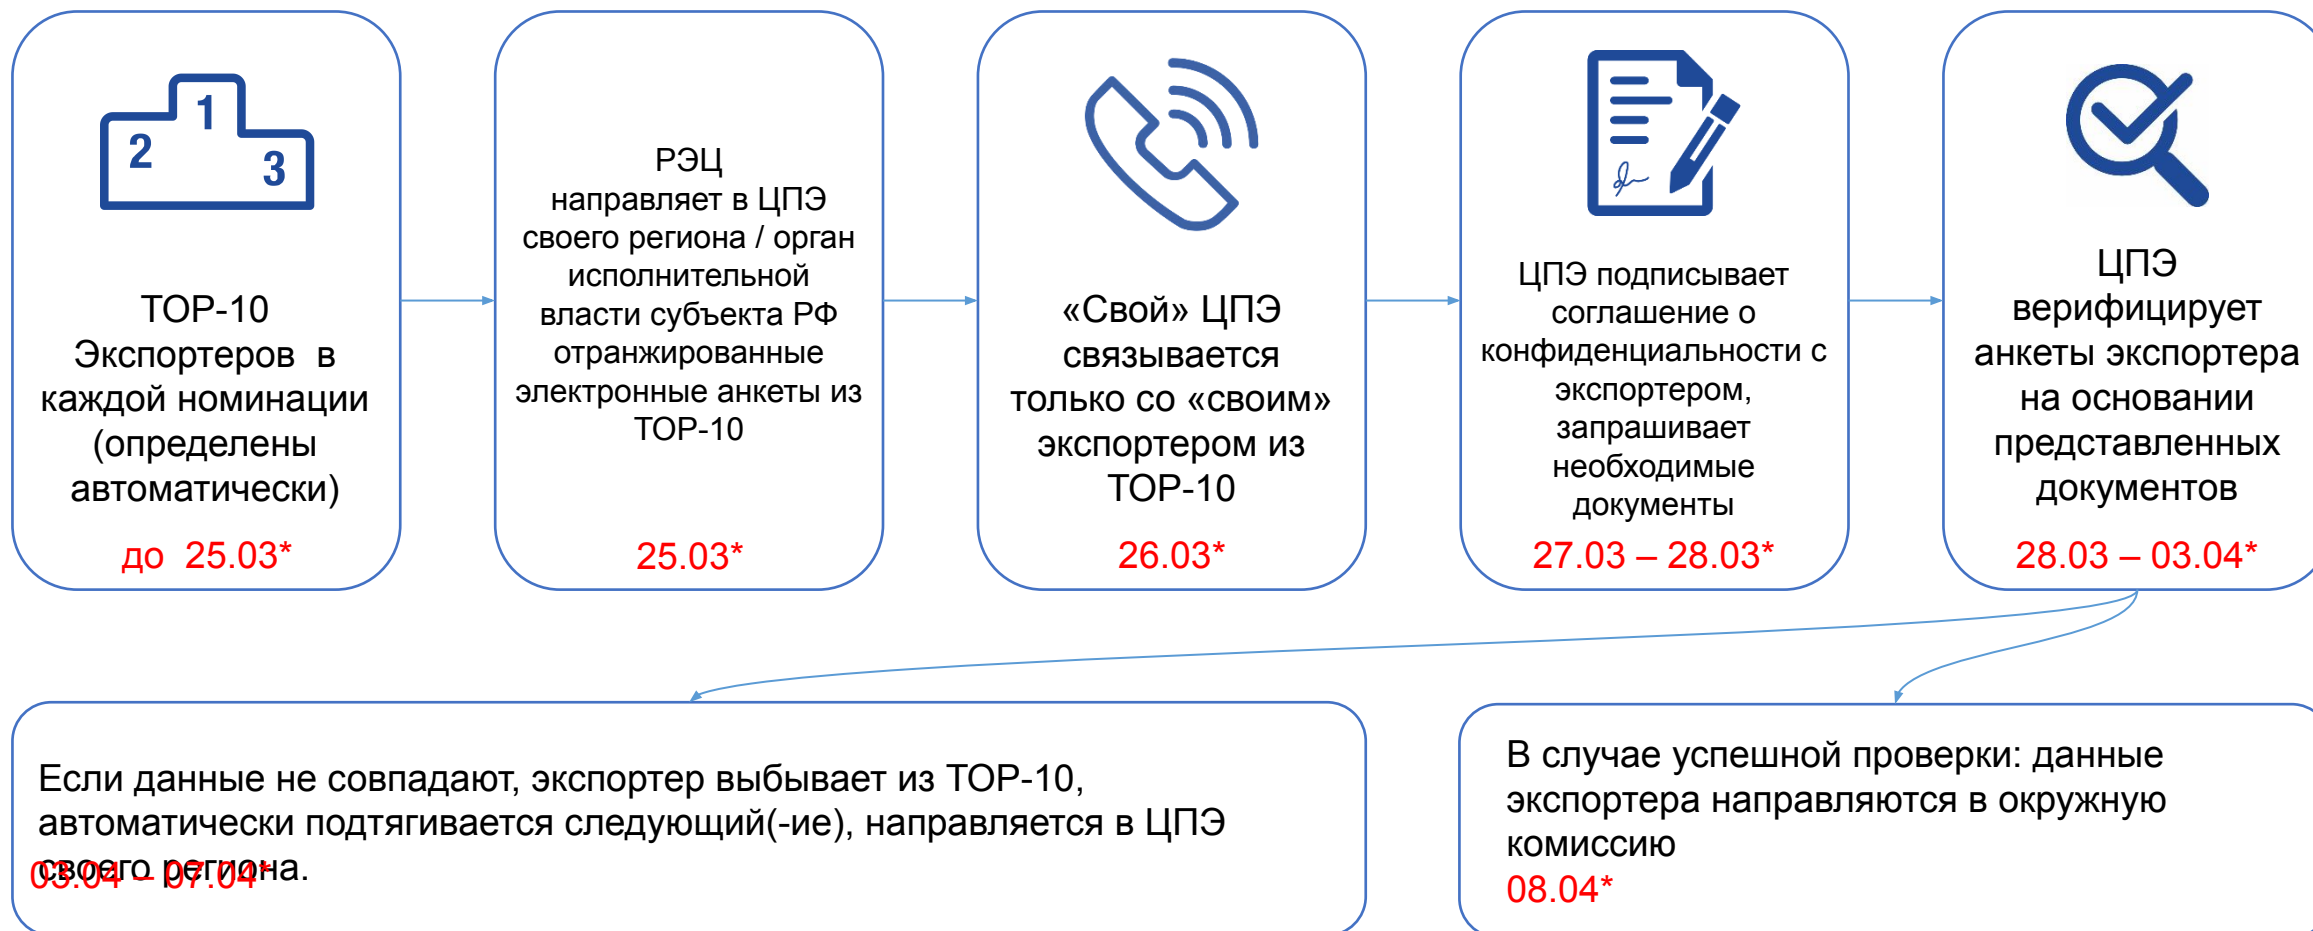 1
2
3
ТОР-10
Экспортеров в
каждой номинации
(определены
автоматически)
до 25.03*
РЭЦ
направляет в ЦПЭ
своего региона / орган
исполнительной
власти субъекта РФ
отранжированные
электронные анкеты из
ТОР-10
25.03*
«Свой» ЦПЭ
связывается
только со «своим»
экспортером из
ТОР-10
26.03*
ЦПЭ подписывает
соглашение о
конфиденциальности с
экспортером,
запрашивает
необходимые
документы
27.03 – 28.03*
ЦПЭ
верифицирует
анкеты экспортера
на основании
представленных
документов
28.03 – 03.04*
Если данные не совпадают, экспортер выбывает из ТОР-10,
автоматически подтягивается следующий(-ие), направляется в ЦПЭ
своего региона.
03.04 – 07.04*
В случае успешной проверки: данные
экспортера направляются в окружную
комиссию
08.04*